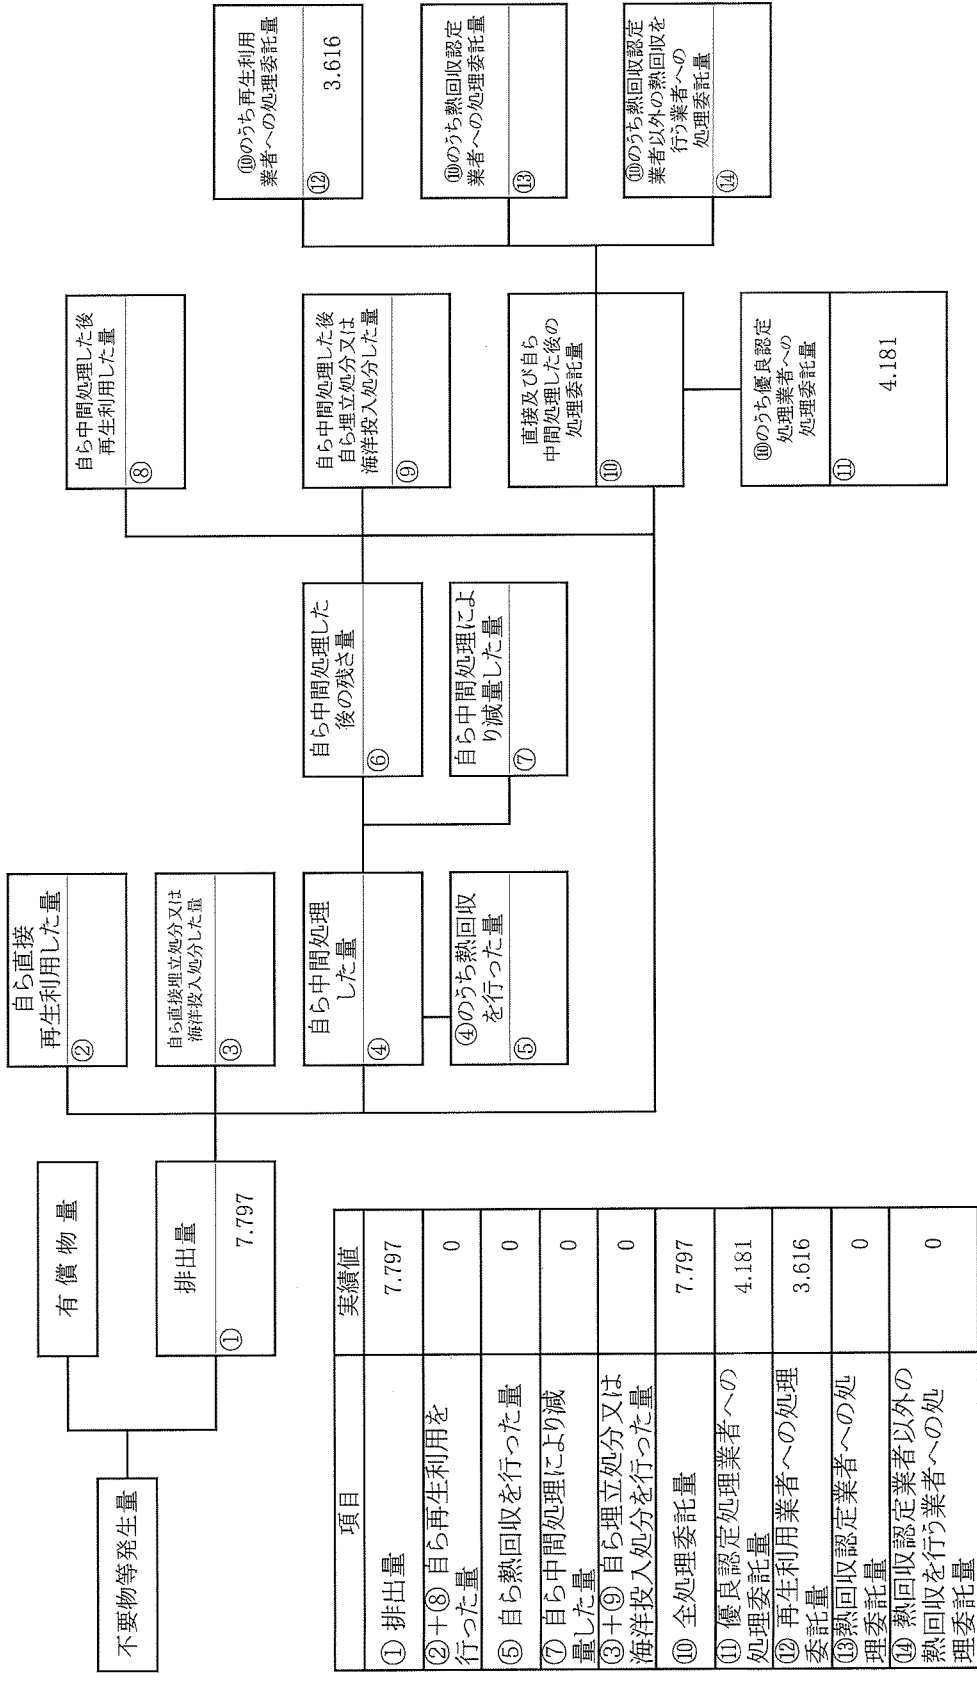 不要物等発生量
有償物量
排出量
① 7.797
自ら直接
再生利用した量
②
自ら直接埋立処分又は
海洋投入処分した量
③
自ら中間処理
した量
④
④のうち熱回収
を行った量
⑤
自ら中間処理した
後の残さ量
⑥
自ら中間処理によ
り減量した量
⑦
自ら中間処理した後
再生利用した量
⑧
自ら中間処理した後
自ら埋立処分又は
海洋投入処分した量
⑨
直接及び自ら
中間処理した後の
処理委託量
⑩
⑩のうち優良認定
処理業者への
処理委託量
⑪
4.181
⑩のうち再生利用
業者への処理委託量
⑫ 3.616
⑩のうち熱回収認定
業者への処理委託量
⑬
⑩のうち熱回収認定
業者以外の熱回収を
行う業者への
処理委託量
⑭
項目 実績値
① 排出量 7.797
②+⑧ 自ら再生利用を 0
行った量
⑤ 自ら熱回収を行った量 0
⑦ 自ら中間処理により減 0
量した量
③+⑨ 自ら埋立処分又は 0
海洋投入処分を行った量
⑩ 全処理委託量 7.797
⑪ 優良認定処理業者への 4.181
処理委託量
⑫ 再生利用業者への処理 3.616
委託量
⑬熱回収認定業者への処 0
理委託量
⑭ 熱回収認定業者以外の 0
熱回収を行う業者への処
理委託量